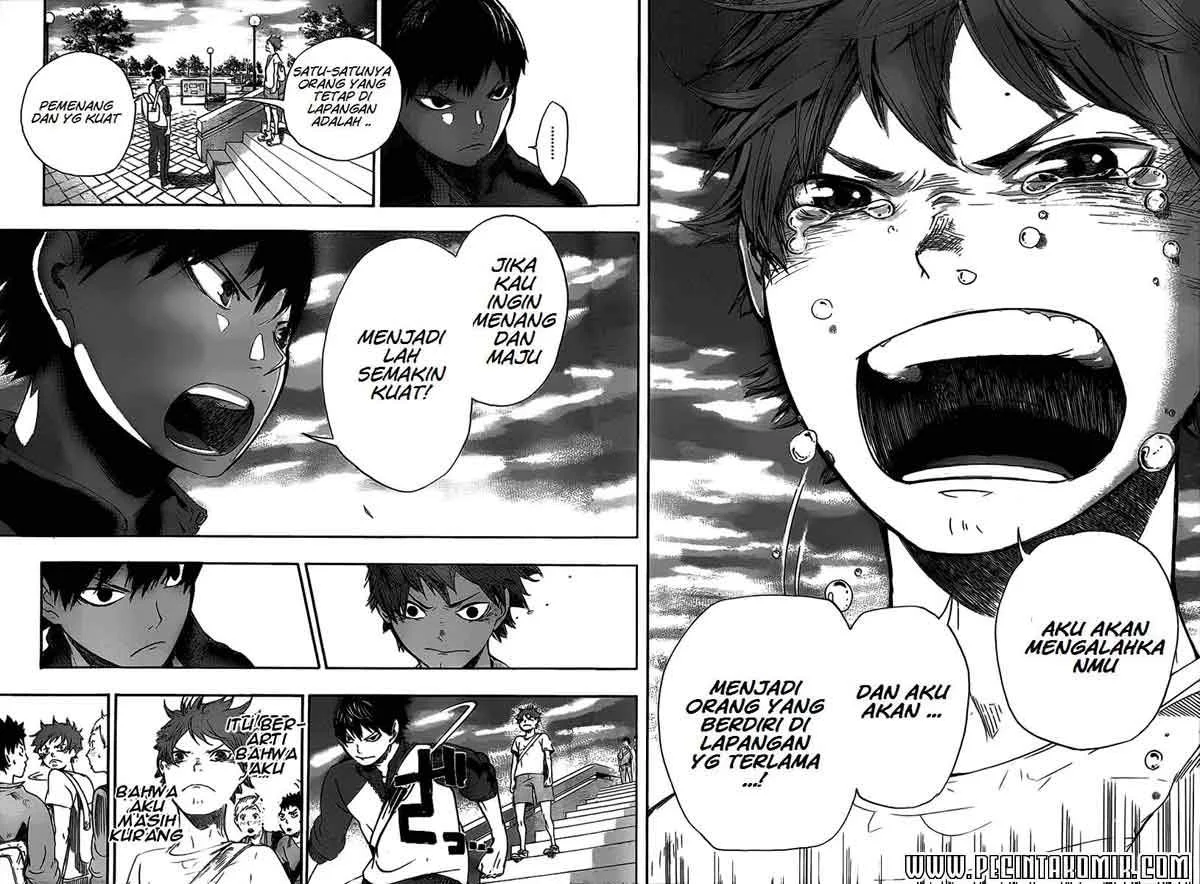 AKU AKAN
MENGALAHKA
NMU
DAN AKU
AKAN ...
MENJADI
ORANG YANG
BERDIRI DI
LAPANGAN
YG TERLAMA
...!
.......
SATU-SATUNYA
ORANG YANG
TETAP DI
LAPANGAN
ADALAH ..
PEMENANG
DAN YG KUAT
JIKA
KAU
INGIN
MENANG
DAN
MAJU
MENJADI
LAH
SEMAKIN
KUAT!
ザッ
ITU BER-
ARTI
BAHWA
AKU
BAHWA
AKU
MASIH
KURANG
WWW.PECINTAKOMIK.COM